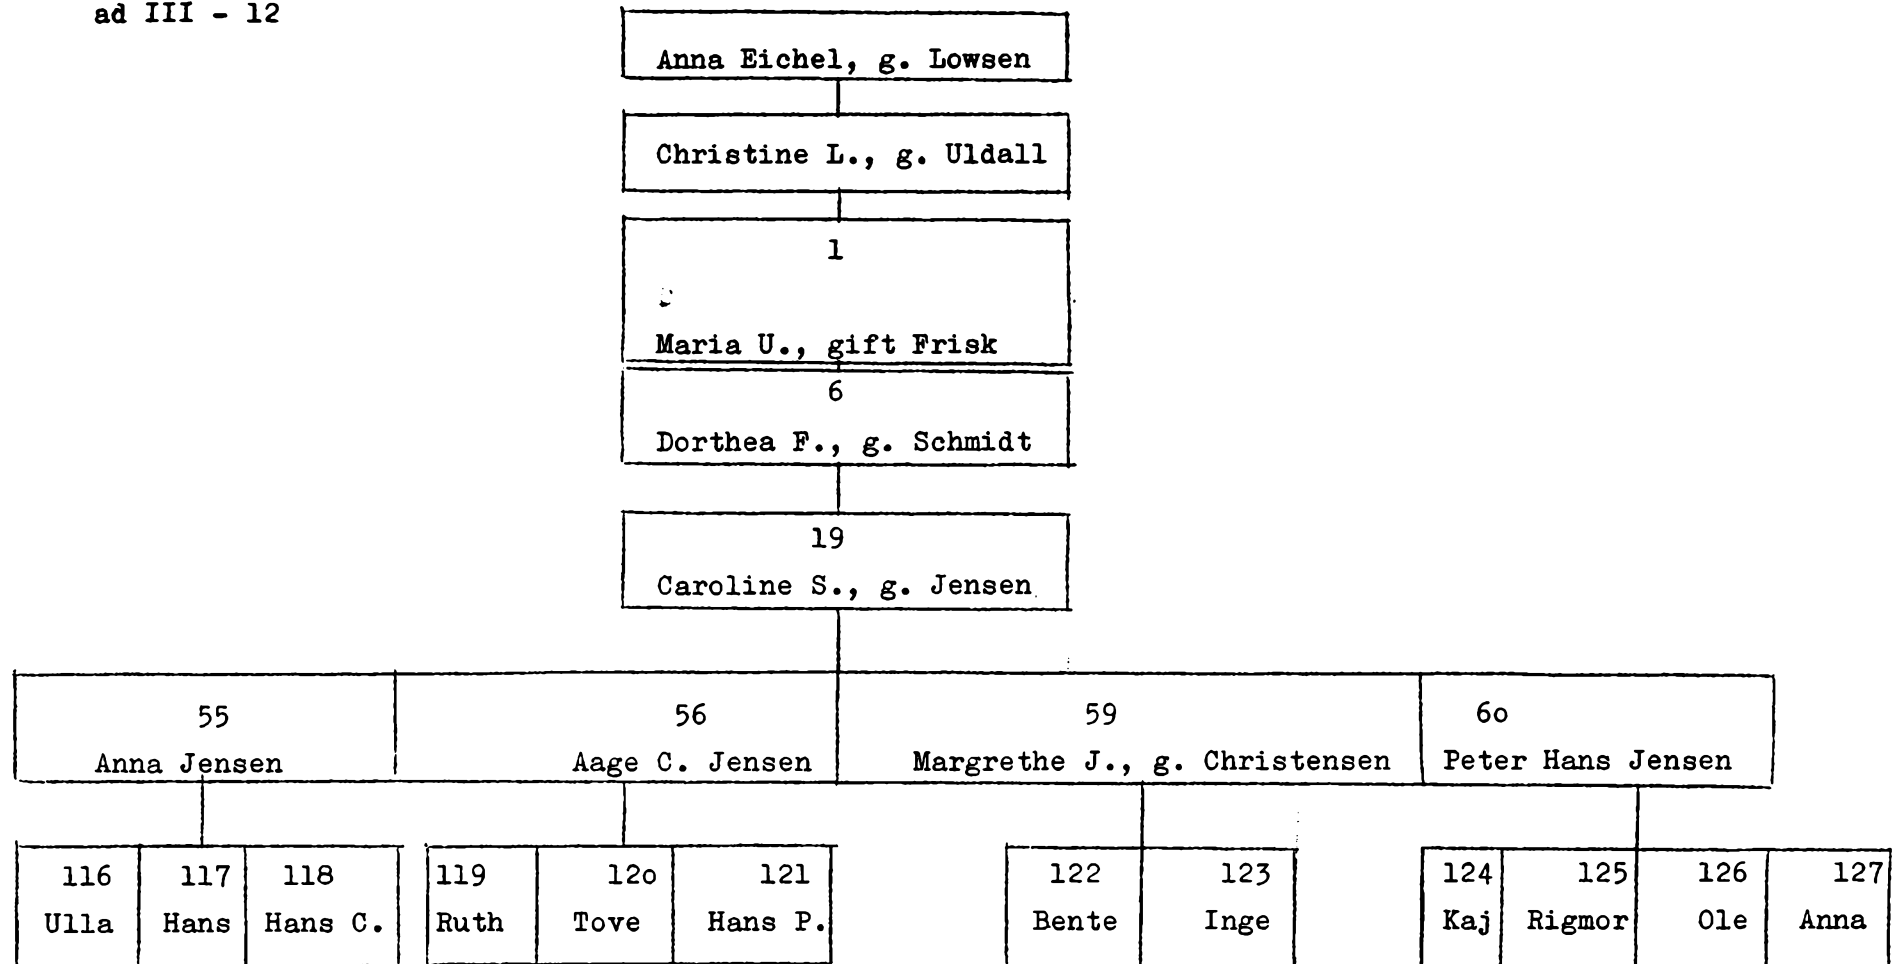 ad III - 12
Anna Eichel, g. Lowsen
Christine L., g. Uldall
1
Maria U., gift Frisk
6
Dorthea F., g. Schmidt
19
Caroline S., g. Jensen
55 56 59 6o
Anna Jensen Aage C. Jensen Margrethe J., g. Christensen Peter Hans Jensen
116 117 118 119 12o 121 122 123 124 125 126 127
Ulla Hans Hans C. Ruth Tove Hans P. Bente Inge Kaj Rigmor Ole Anna